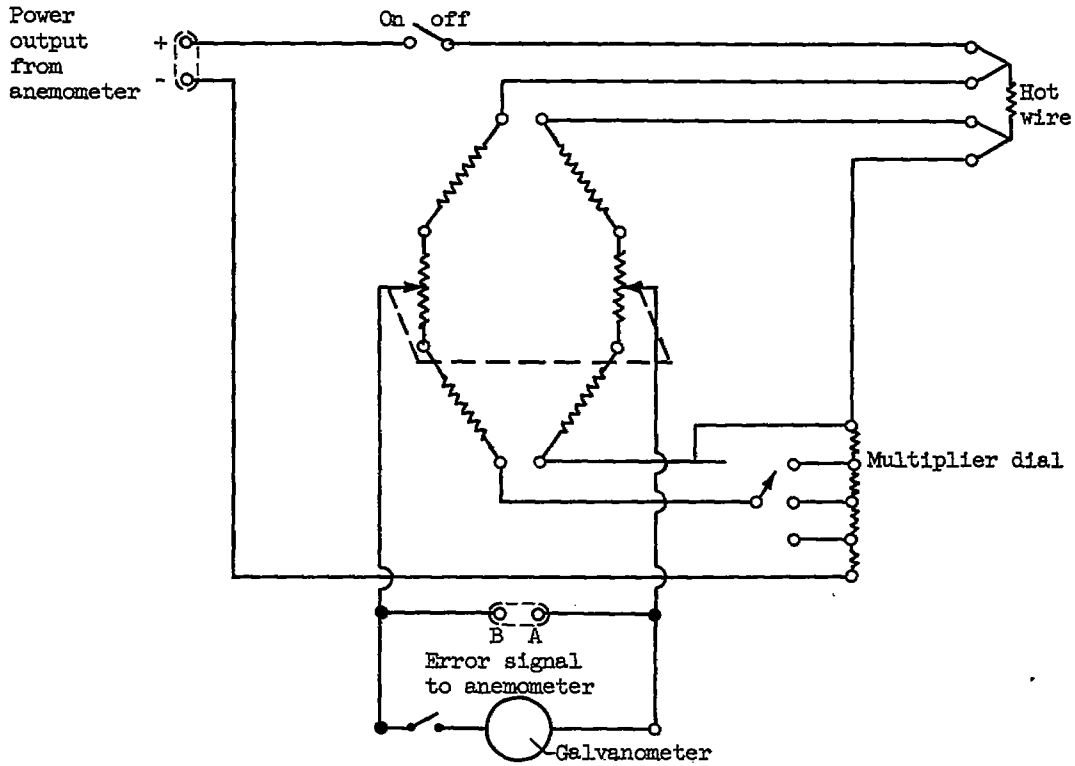 Power
output
from
anemometer
+
-
On off
Hot
wire
Multiplier dial
B A
Error signal
to anemometer
Galvanometer